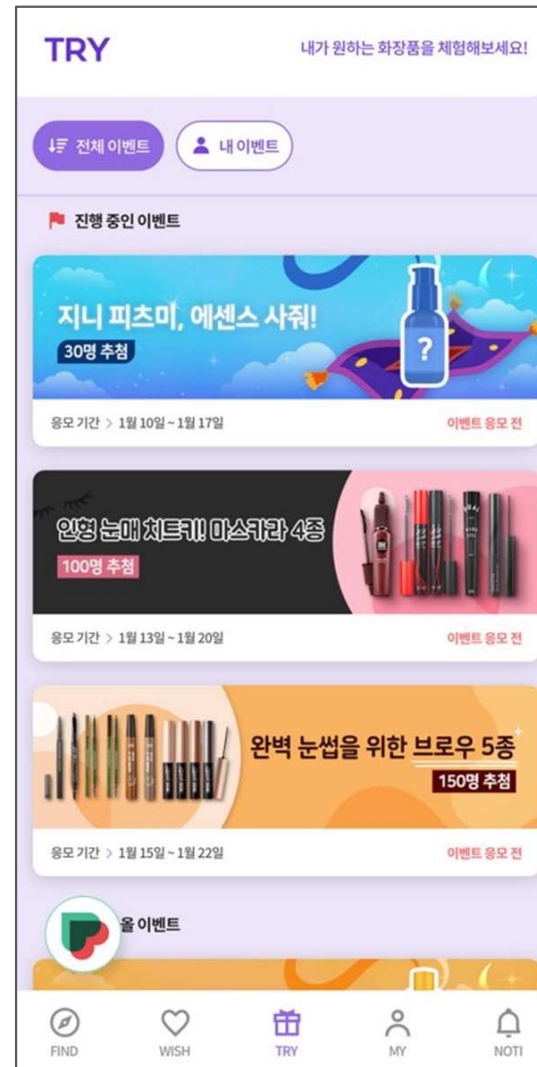 TRY
내가 원하는 화장품을 체험해보세요!
전체 이벤트
내 이벤트
진행 중인 이벤트
지니 피츠미, 에센스 사줘!
30명 추첨
?
응모 기간 > 1월 10일 ~ 1월 17일
이벤트 응모 전
인형 눈매 치트키! 마스카라 4종
100명 추첨
응모 기간 > 1월 13일 ~ 1월 20일
이벤트 응모 전
완벽 눈썹을 위한 브로우 5종
150명 추첨
응모 기간 > 1월 15일 ~ 1월 22일
이벤트 응모 전
올 이벤트
FIND
WISH
TRY
MY
NOTI